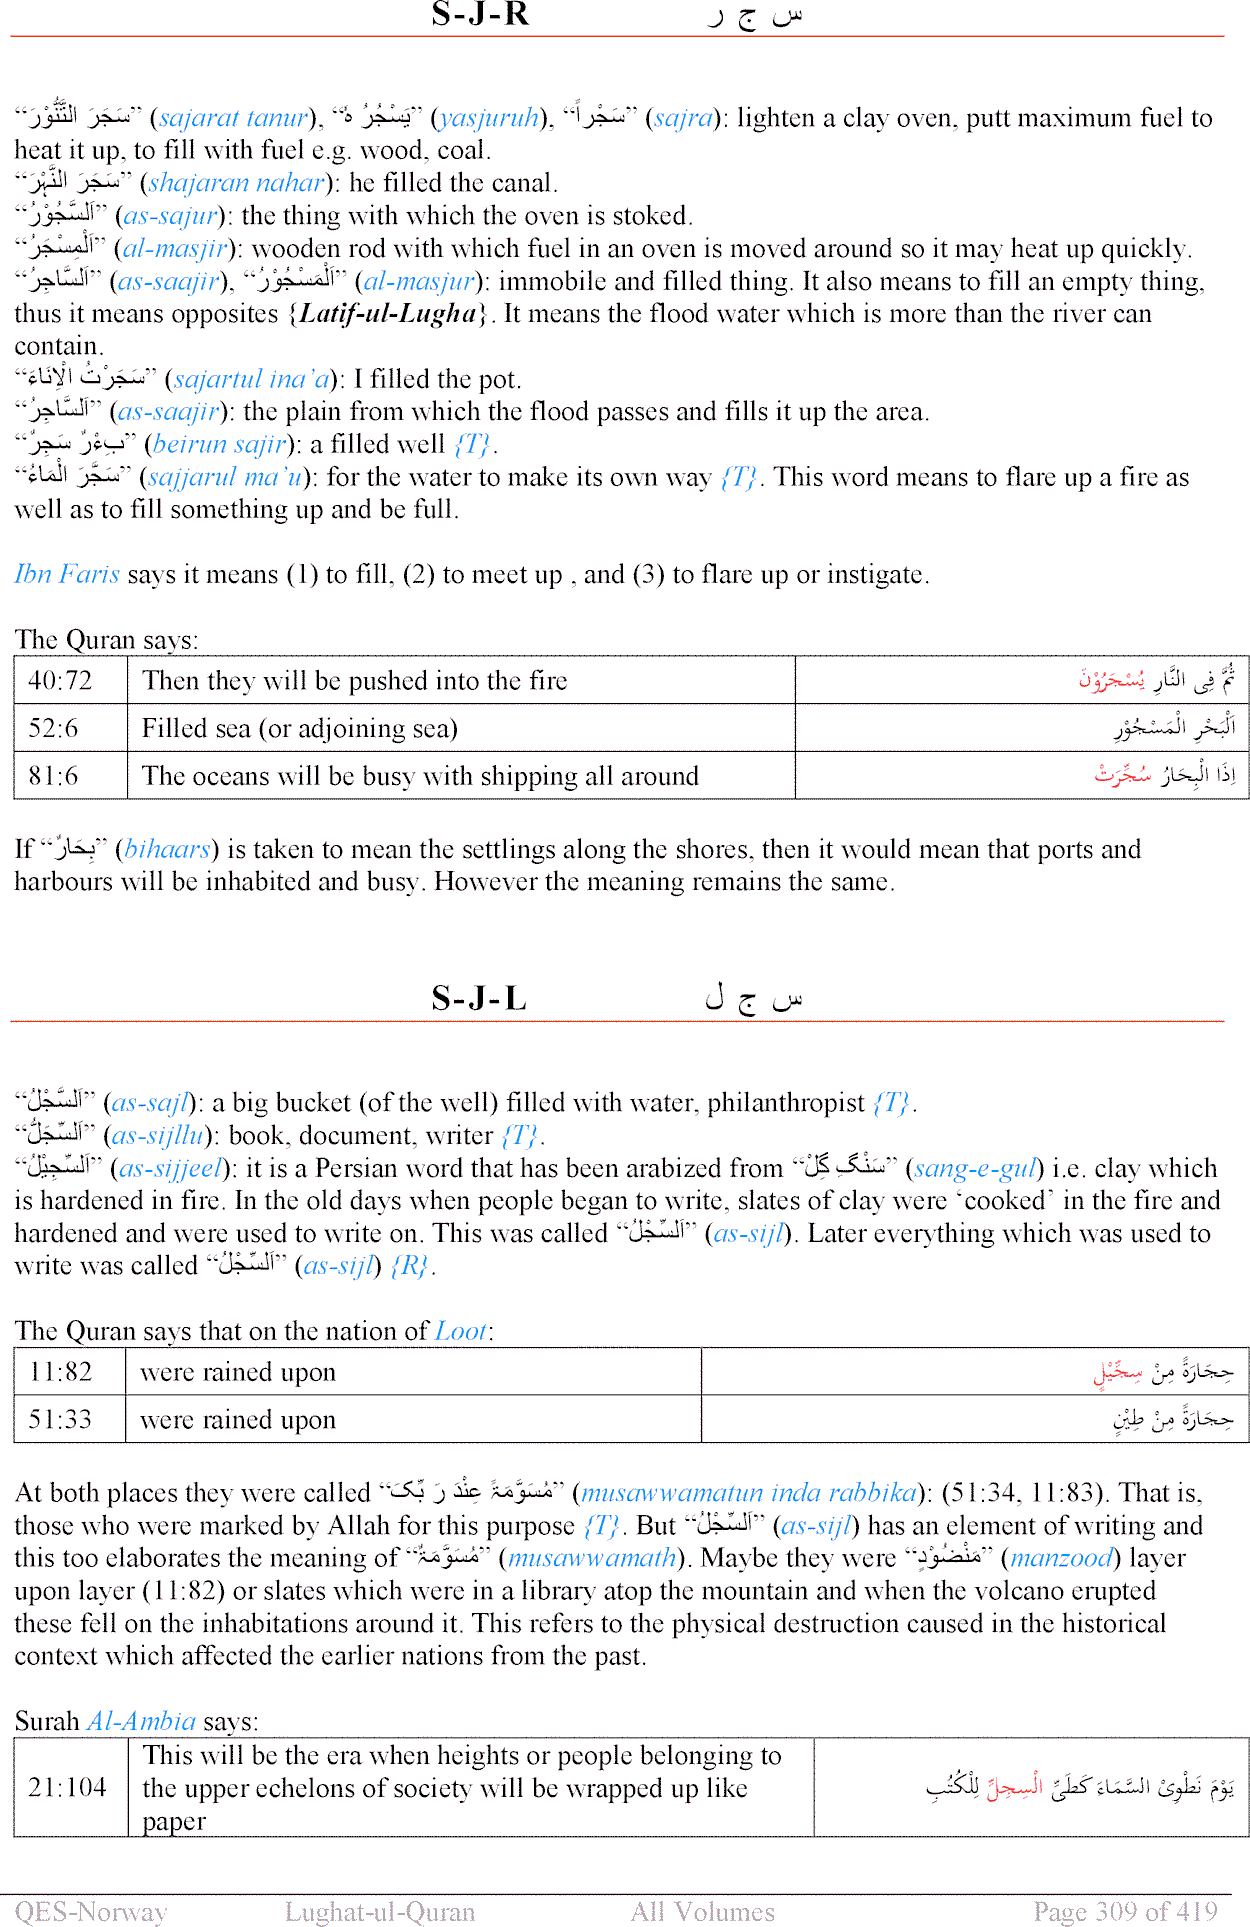 S-J-R س ج ر
“سَجَرَ التَّنُّوْرَ” (sajarat tanur), “يَسْجُرُ هٗ” (yasjuruh), “سَجْراً” (sajra): lighten a clay oven, putt maximum fuel to
heat it up, to fill with fuel e.g. wood, coal.
“سَجَرَ النَّہْرَ” (shajaran nahar): he filled the canal.
“اَلسَّجُوْرُ” (as-sajur): the thing with which the oven is stoked.
“اَلْمِسْجَرُ” (al-masjir): wooden rod with which fuel in an oven is moved around so it may heat up quickly.
“اَلسَّاجِرُ” (as-saajir), “اَلْمَسْجُوْرُ” (al-masjur): immobile and filled thing. It also means to fill an empty thing,
thus it means opposites {Latif-ul-Lugha}. It means the flood water which is more than the river can
contain.
“سَجَرْتُ الْاِنَاءَ” (sajartul ina’a): I filled the pot.
“اَلسَّاجِرُ” (as-saajir): the plain from which the flood passes and fills it up the area.
“بِءْرٌ سَجِرٌ” (beirun sajir): a filled well {T}.
“سَجَّرَ الْمَاءُ” (sajjarul ma’u): for the water to make its own way {T}. This word means to flare up a fire as
well as to fill something up and be full.
Ibn Faris says it means (1) to fill, (2) to meet up , and (3) to flare up or instigate.
The Quran says:
40:72 Then they will be pushed into the fire ثُمَّ فِى النَّارِ يُسْجَرُوْنَ
52:6 Filled sea (or adjoining sea) اَلْبَحْرِ الْمَسْجُوْرِ
81:6 The oceans will be busy with shipping all around اِذَا الْبِحَارُ سُجِّرَتْ
If “بِحَارٌ” (bihaars) is taken to mean the settlings along the shores, then it would mean that ports and
harbours will be inhabited and busy. However the meaning remains the same.
S-J-L س ج ل
“اَلسَّجْلُ” (as-sajl): a big bucket (of the well) filled with water, philanthropist {T}.
“اَلسِّجَلُّ” (as-sijllu): book, document, writer {T}.
“اَلسِّجِيْلُ” (as-sijjeel): it is a Persian word that has been arabized from “سَنْگِ گِلْ” (sang-e-gul) i.e. clay which
is hardened in fire. In the old days when people began to write, slates of clay were ‘cooked’ in the fire and
hardened and were used to write on. This was called “اَلسِّجْلُ” (as-sijl). Later everything which was used to
write was called “اَلسِّجْلُ” (as-sijl) {R}.
The Quran says that on the nation of Loot:
11:82 were rained upon حِجَارَةً مِنْ سِجِّيْلٍ
51:33 were rained upon حِجَارَةً مِنْ طِيْنٍ
At both places they were called “مُسَوَّمَۃً عِنْدَ رَ بِّکَ” (musawwamatun inda rabbika): (51:34, 11:83). That is,
those who were marked by Allah for this purpose {T}. But “اَلسِّجْلُ” (as-sijl) has an element of writing and
this too elaborates the meaning of “مُسَوَّمَۃٌ” (musawwamath). Maybe they were “مَنْضُوْدٍ” (manzood) layer
upon layer (11:82) or slates which were in a library atop the mountain and when the volcano erupted
these fell on the inhabitations around it. This refers to the physical destruction caused in the historical
context which affected the earlier nations from the past.
Surah Al-Ambia says:
This will be the era when heights or people belonging to
21:104 the upper echelons of society will be wrapped up like يَوْمَ نَطْوِىْ السَّمَاءَ كَطَىِّ الْسِجِلِّ لِلْكُتُبِ
paper
QES-Norway Lughat-ul-Quran All Volumes Page 309 of 419